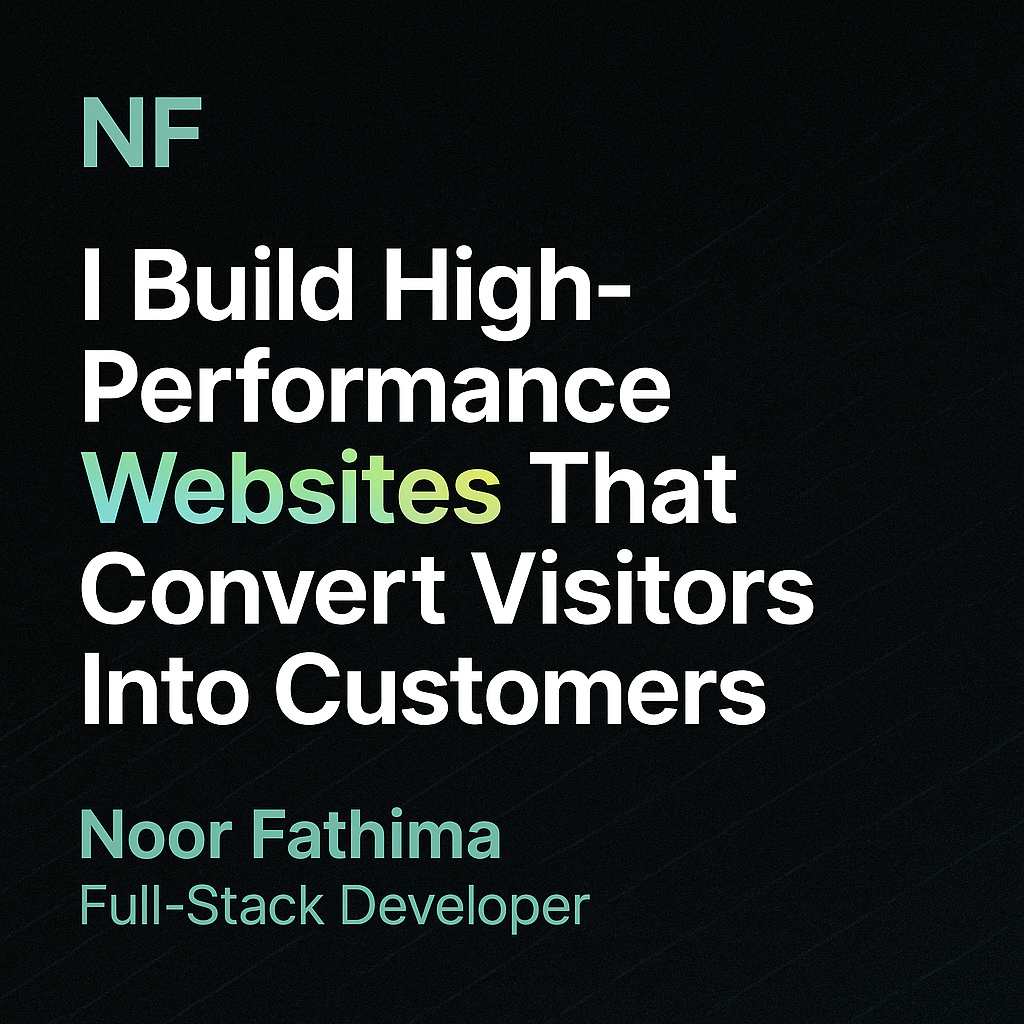 NF
I Build High-
Performance
Websites That
Convert Visitors
Into Customers
Noor Fathima
Full-Stack Developer